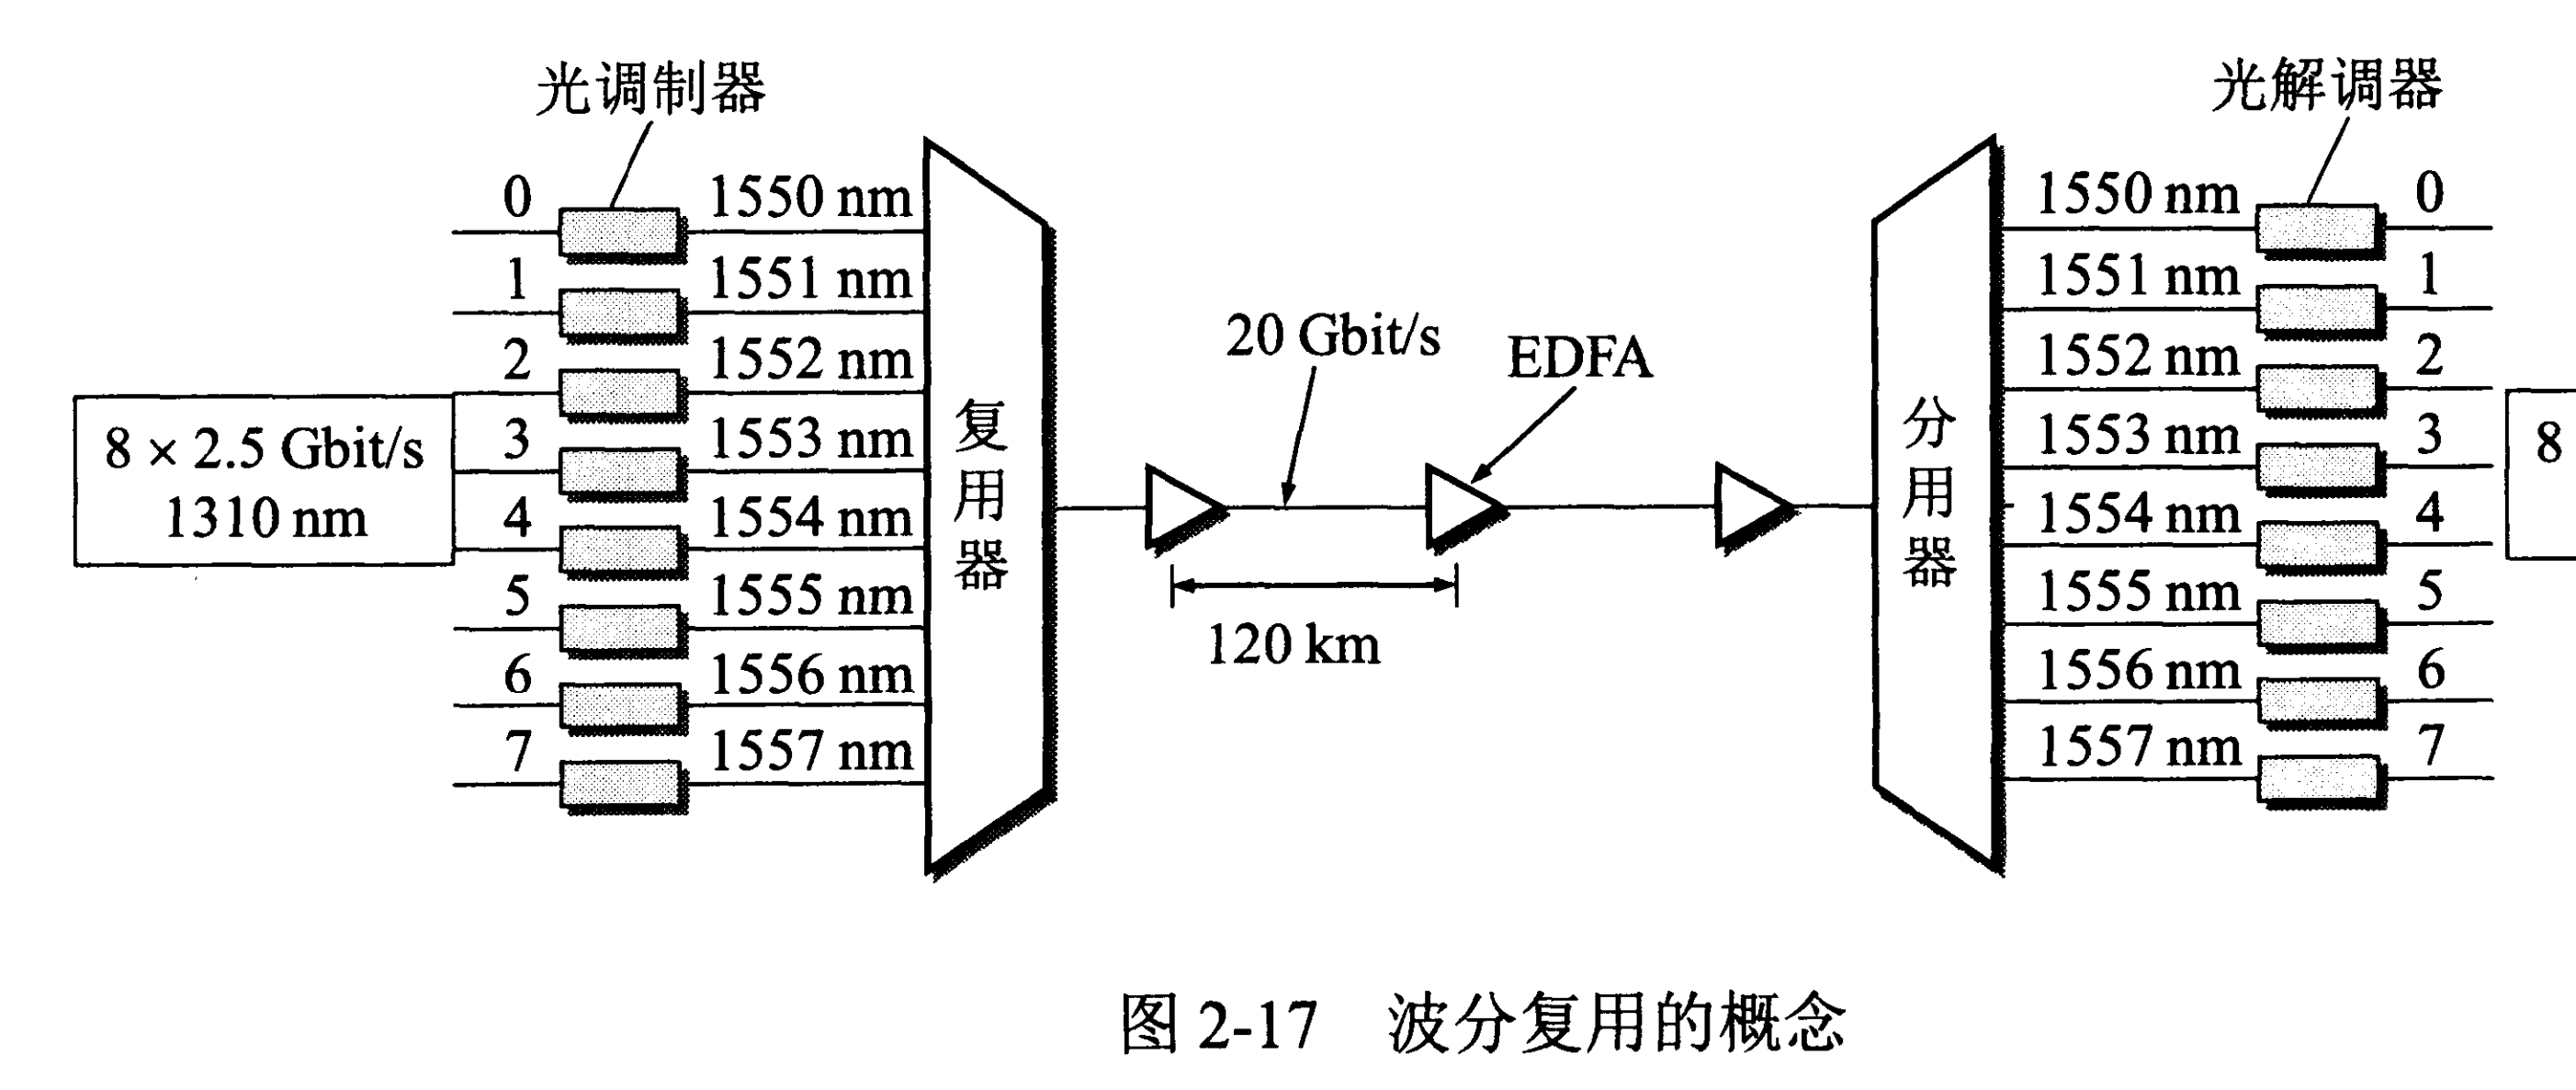 光调制器
光解调器
0 1550 nm
1 1551 nm
2 1552 nm
3 1553 nm
4 1554 nm
5 1555 nm
6 1556 nm
7 1557 nm
8 × 2.5 Gbit/s
1310 nm
复用器
20 Gbit/s
EDFA
120 km
分用器
1550 nm 0
1551 nm 1
1552 nm 2
1553 nm 3
1554 nm 4
1555 nm 5
1556 nm 6
1557 nm 7
8
图 2-17 波分复用的概念